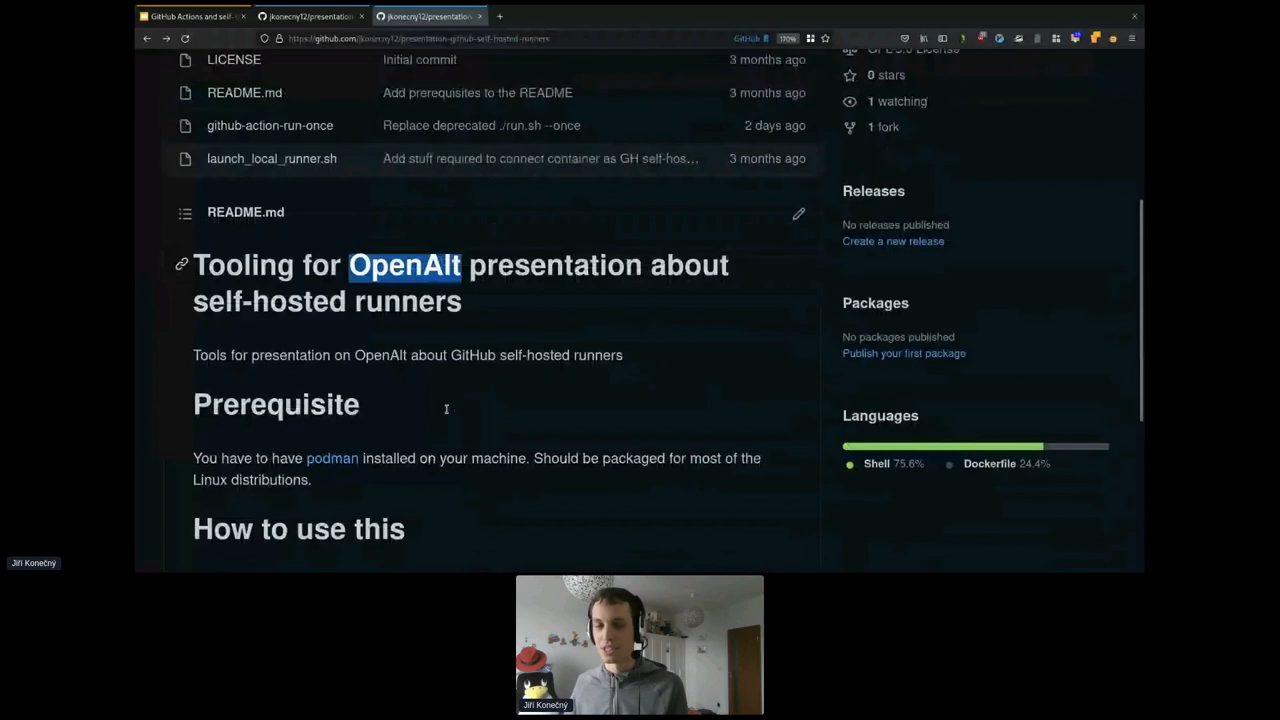 GitHub Actions and self-
jkonecny12/presentation
jkonecny12/presentation
https://github.com/jkonecny12/presentation-github-self-hosted-runners
GitHub
170%
LICENSE
Initial commit
3 months ago
GPL-3.0 License
README.md
Add prerequisites to the README
3 months ago
0 stars
1 watching
github-action-run-once
Replace deprecated ./run.sh --once
2 days ago
1 fork
launch_local_runner.sh
Add stuff required to connect container as GH self-hos...
3 months ago
README.md
Tooling for OpenAlt presentation about
self-hosted runners
Tools for presentation on OpenAlt about GitHub self-hosted runners
Prerequisite
You have to have podman installed on your machine. Should be packaged for most of the
Linux distributions.
How to use this
Releases
No releases published
Create a new release
Packages
No packages published
Publish your first package
Languages
Shell 75.6%
Dockerfile 24.4%
Jiří Konečný
Jiří Konečný